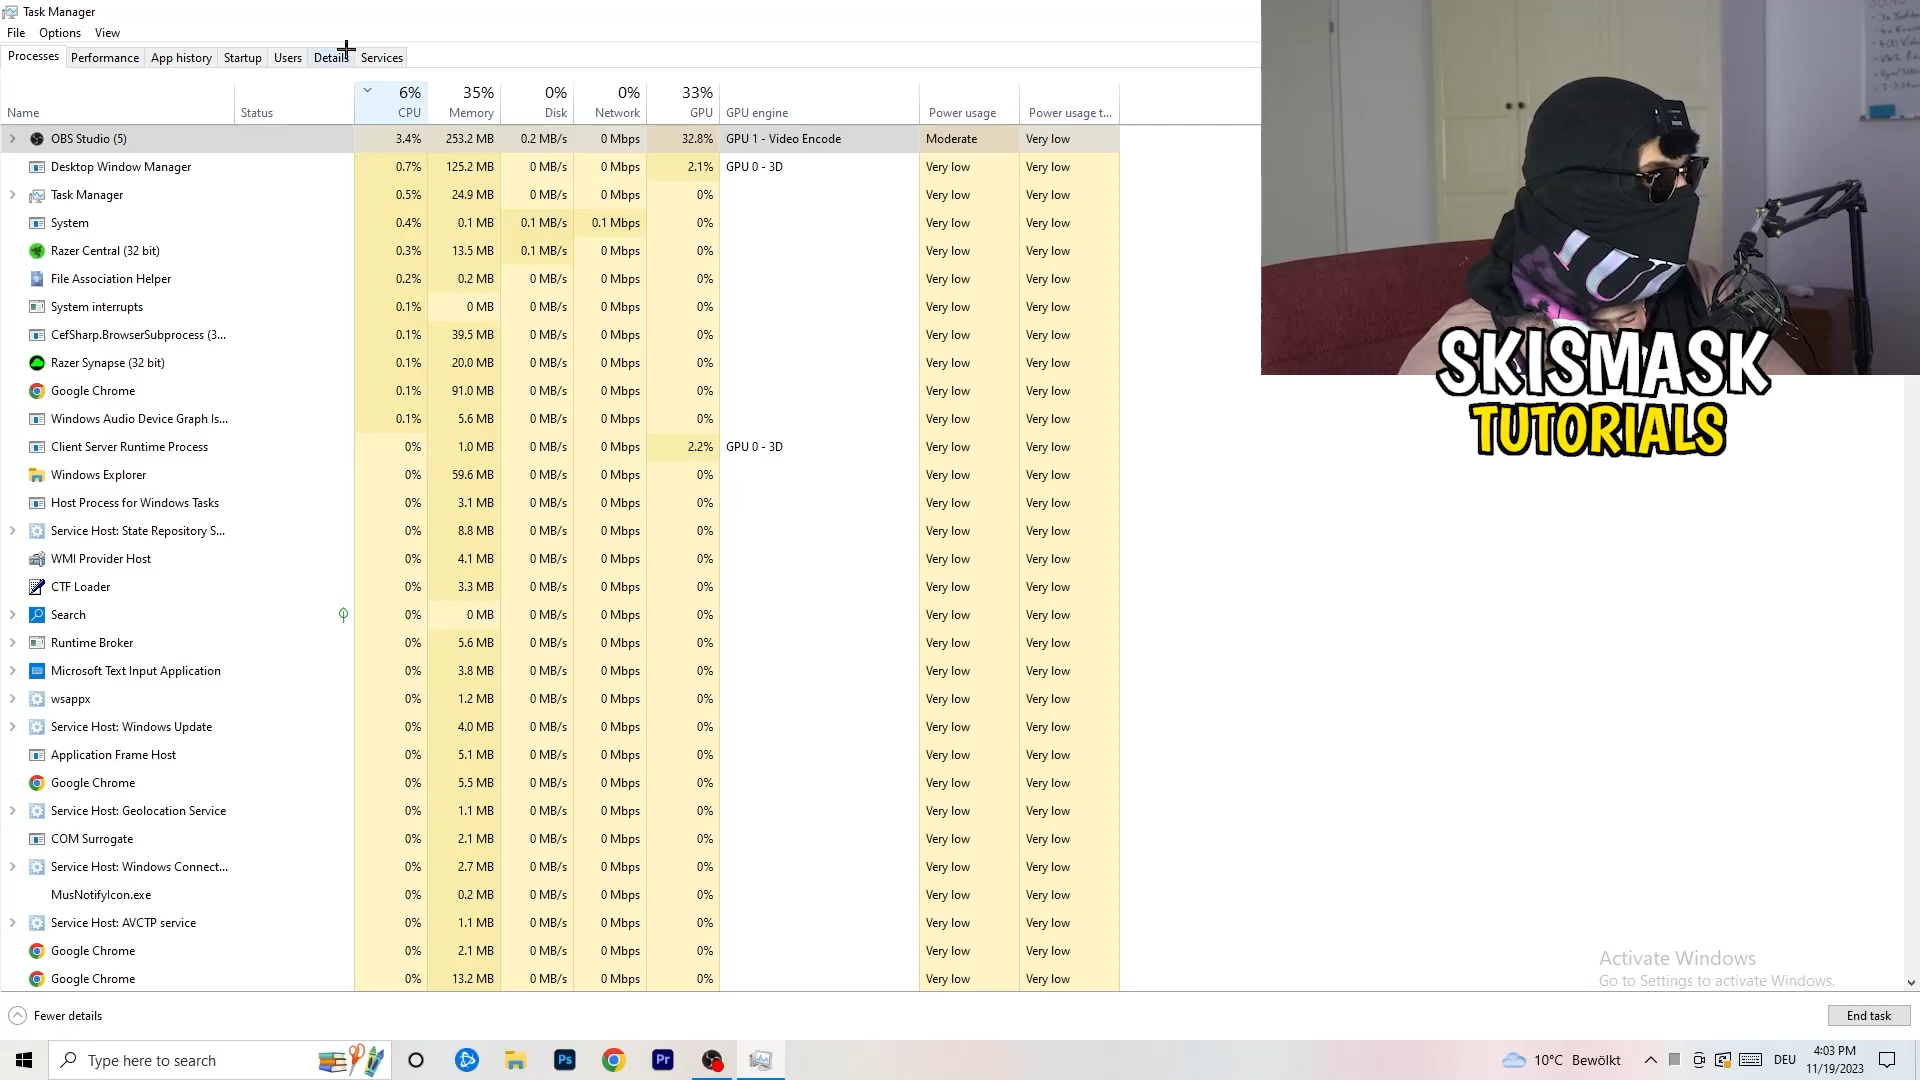 Task Manager
File Options View
Processes Performance App history Startup Users Details Services
6% 35% 0% 0% 33%
Name Status CPU Memory Disk Network GPU GPU engine Power usage Power usage t...
OBS Studio (5) 3.4% 253.2 MB 0.2 MB/s 0 Mbps 32.8% GPU 1 - Video Encode Moderate Very low
Desktop Window Manager 0.7% 125.2 MB 0 MB/s 0 Mbps 2.1% GPU 0 - 3D Very low Very low
Task Manager 0.5% 24.9 MB 0 MB/s 0 Mbps 0% Very low Very low
System 0.4% 0.1 MB 0.1 MB/s 0.1 Mbps 0% Very low Very low
Razer Central (32 bit) 0.3% 13.5 MB 0.1 MB/s 0 Mbps 0% Very low Very low
File Association Helper 0.2% 0.2 MB 0 MB/s 0 Mbps 0% Very low Very low
System interrupts 0.1% 0 MB 0 MB/s 0 Mbps 0% Very low Very low
CefSharp.BrowserSubprocess (3... 0.1% 39.5 MB 0 MB/s 0 Mbps 0% Very low Very low
Razer Synapse (32 bit) 0.1% 20.0 MB 0 MB/s 0 Mbps 0% Very low Very low
Google Chrome 0.1% 91.0 MB 0 MB/s 0 Mbps 0% Very low Very low
Windows Audio Device Graph Is... 0.1% 5.6 MB 0 MB/s 0 Mbps 0% Very low Very low
Client Server Runtime Process 0% 1.0 MB 0 MB/s 0 Mbps 2.2% GPU 0 - 3D Very low Very low
Windows Explorer 0% 59.6 MB 0 MB/s 0 Mbps 0% Very low Very low
Host Process for Windows Tasks 0% 3.1 MB 0 MB/s 0 Mbps 0% Very low Very low
Service Host: State Repository S... 0% 8.8 MB 0 MB/s 0 Mbps 0% Very low Very low
WMI Provider Host 0% 4.1 MB 0 MB/s 0 Mbps 0% Very low Very low
CTF Loader 0% 3.3 MB 0 MB/s 0 Mbps 0% Very low Very low
Search 0% 0 MB 0 MB/s 0 Mbps 0% Very low Very low
Runtime Broker 0% 5.6 MB 0 MB/s 0 Mbps 0% Very low Very low
Microsoft Text Input Application 0% 3.8 MB 0 MB/s 0 Mbps 0% Very low Very low
wsappx 0% 1.2 MB 0 MB/s 0 Mbps 0% Very low Very low
Service Host: Windows Update 0% 4.0 MB 0 MB/s 0 Mbps 0% Very low Very low
Application Frame Host 0% 5.1 MB 0 MB/s 0 Mbps 0% Very low Very low
Google Chrome 0% 5.5 MB 0 MB/s 0 Mbps 0% Very low Very low
Service Host: Geolocation Service 0% 1.1 MB 0 MB/s 0 Mbps 0% Very low Very low
COM Surrogate 0% 2.1 MB 0 MB/s 0 Mbps 0% Very low Very low
Service Host: Windows Connect... 0% 2.7 MB 0 MB/s 0 Mbps 0% Very low Very low
MusNotifyIcon.exe 0% 0.2 MB 0 MB/s 0 Mbps 0% Very low Very low
Service Host: AVCTP service 0% 1.1 MB 0 MB/s 0 Mbps 0% Very low Very low
Google Chrome 0% 2.1 MB 0 MB/s 0 Mbps 0% Very low Very low
Google Chrome 0% 13.2 MB 0 MB/s 0 Mbps 0% Very low Very low
SKISMASK
TUTORIALS
Activate Windows
Go to Settings to activate Windows.
Fewer details End task
Type here to search Ps Pr 10°C Bewölkt DEU 4:03 PM
11/19/2023